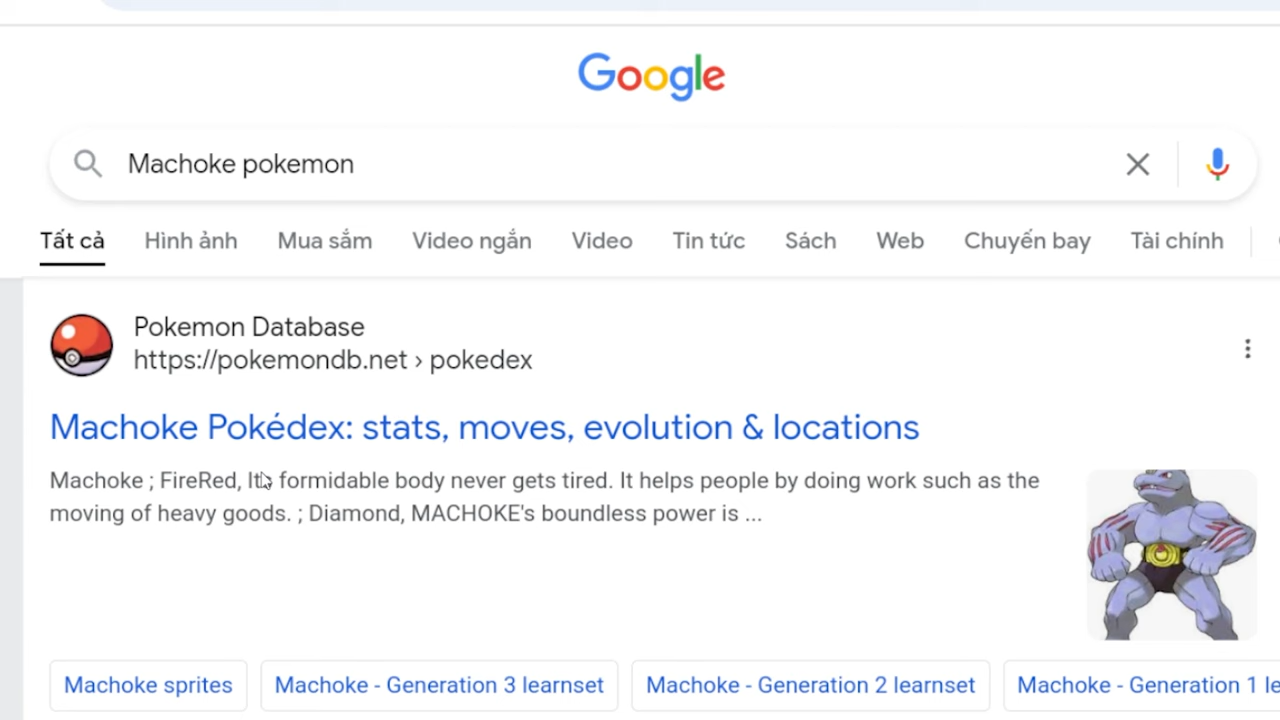 Google
Machoke pokemon
Tất cả Hình ảnh Mua sắm Video ngắn Video Tin tức Sách Web Chuyến bay Tài chính
Pokemon Database
https://pokemondb.net › pokedex
Machoke Pokédex: stats, moves, evolution & locations
Machoke ; FireRed, Its formidable body never gets tired. It helps people by doing work such as the
moving of heavy goods. ; Diamond, MACHOKE's boundless power is ...
Machoke sprites Machoke - Generation 3 learnset Machoke - Generation 2 learnset Machoke - Generation 1 le